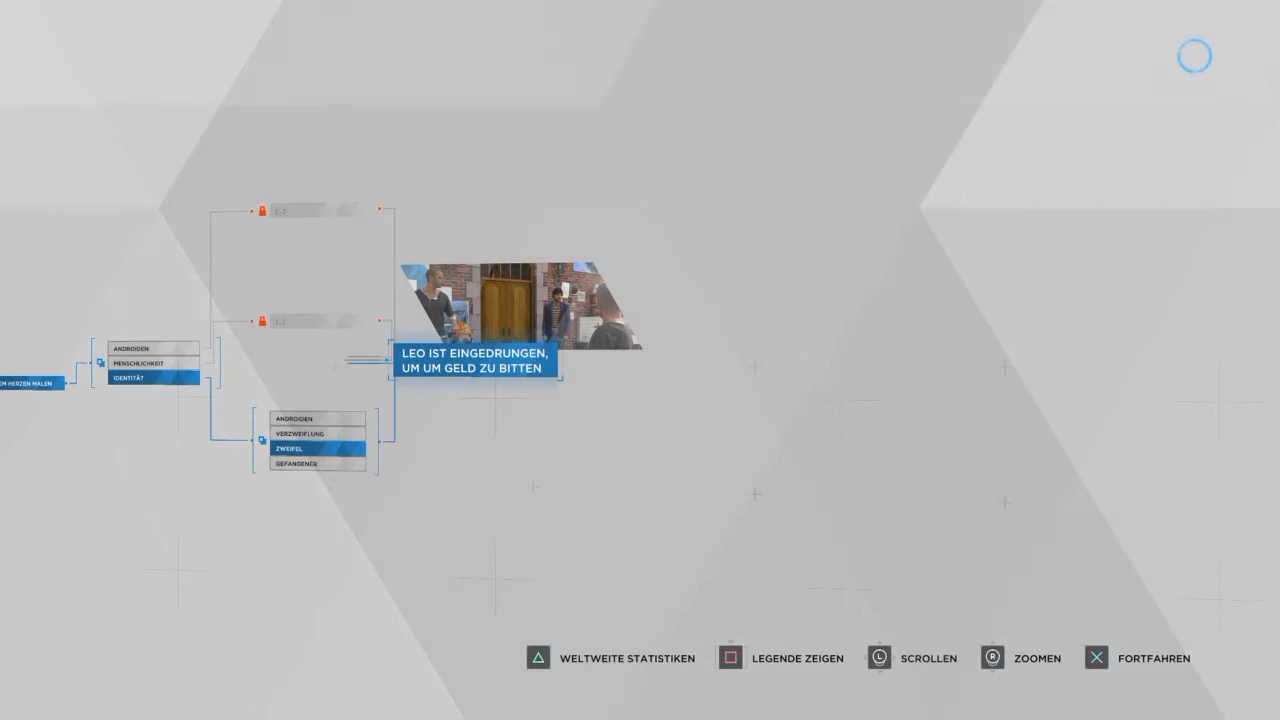 [...]
[...]
ANDROIDEN
MENSCHLICHKEIT
IDENTITÄT
EM HERZEN MALEN
LEO IST EINGEDRUNGEN,
UM UM GELD ZU BITTEN
ANDROIDEN
VERZWEIFLUNG
ZWEIFEL
GEFANGENER
WELTWEITE STATISTIKEN
LEGENDE ZEIGEN
L SCROLLEN
R ZOOMEN
FORTFAHREN